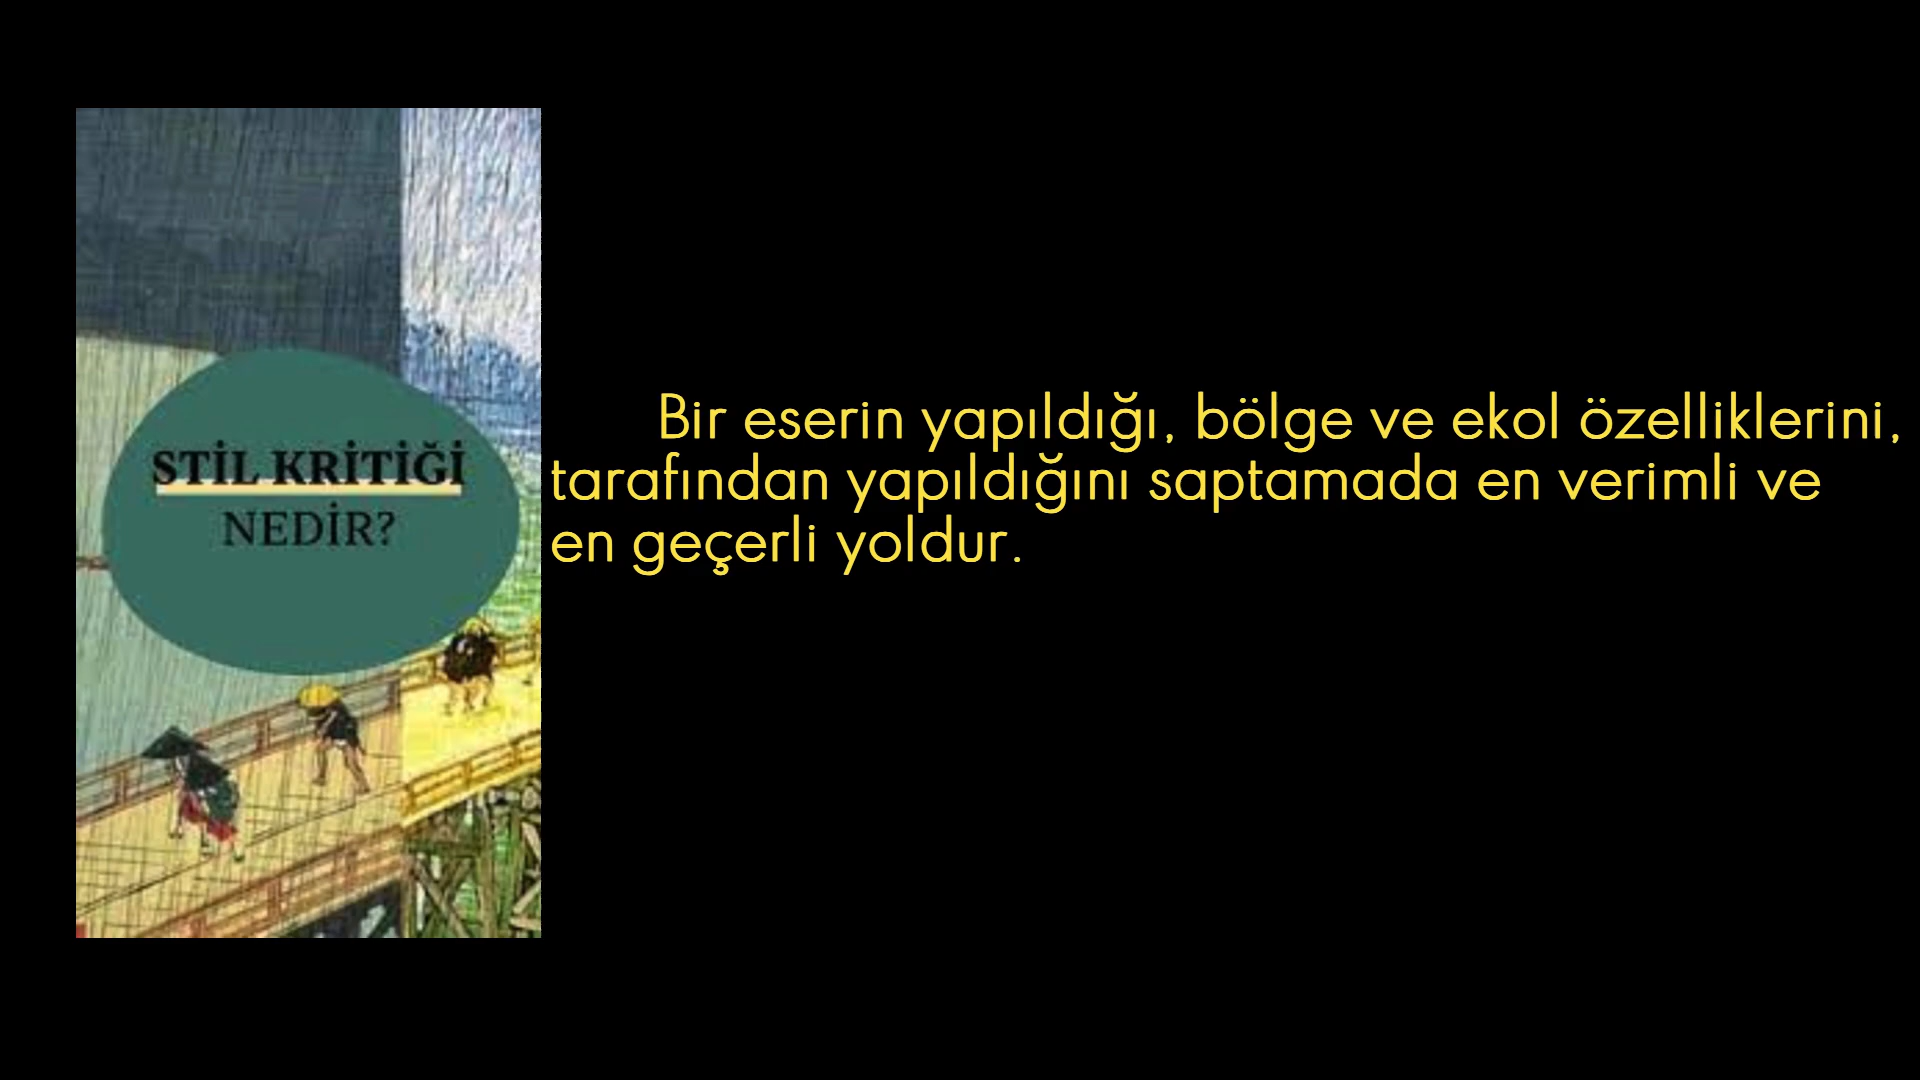 STİL KRİTİĞİ
NEDİR?
Bir eserin yapıldığı, bölge ve ekol özelliklerini,
tarafından yapıldığını saptamada en verimli ve
en geçerli yoldur.